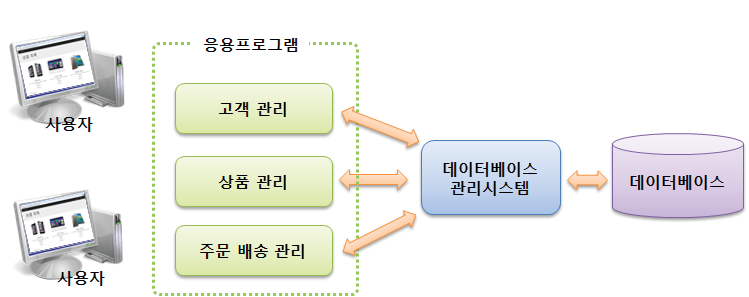 응용프로그램
사용자
고객 관리
상품 관리
주문 배송 관리
사용자
데이터베이스
관리시스템
데이터베이스